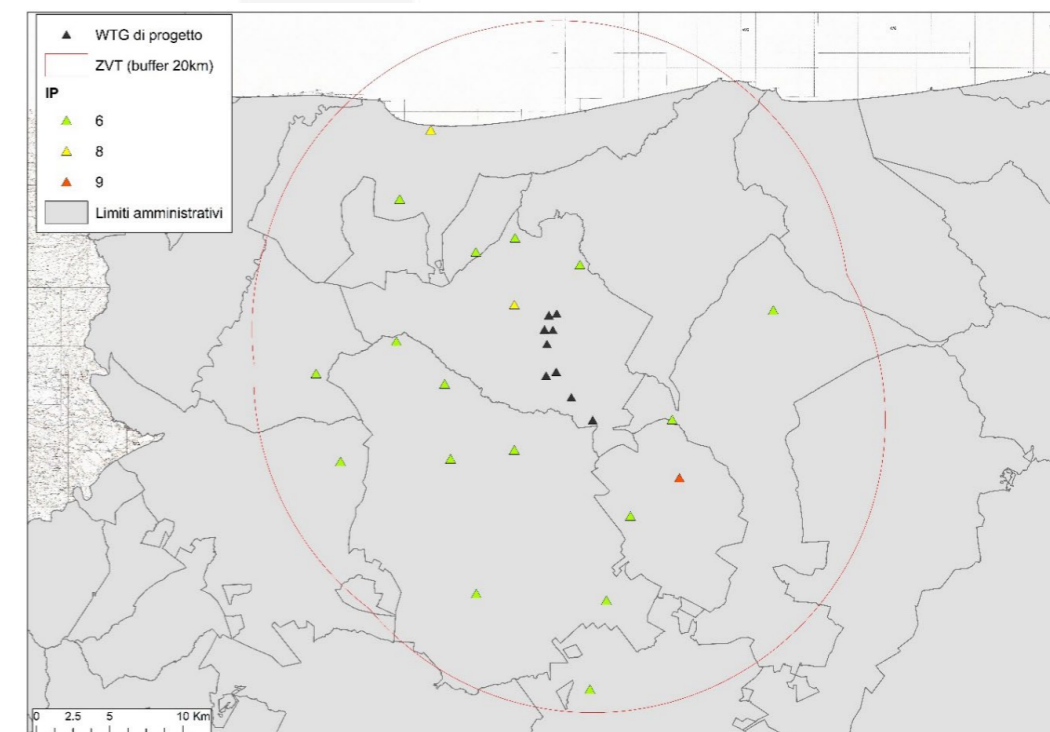 WTG di progetto
ZVT (buffer 20km)
IP
6
8
9
Limiti amministrativi
0 2.5 5 10 Km